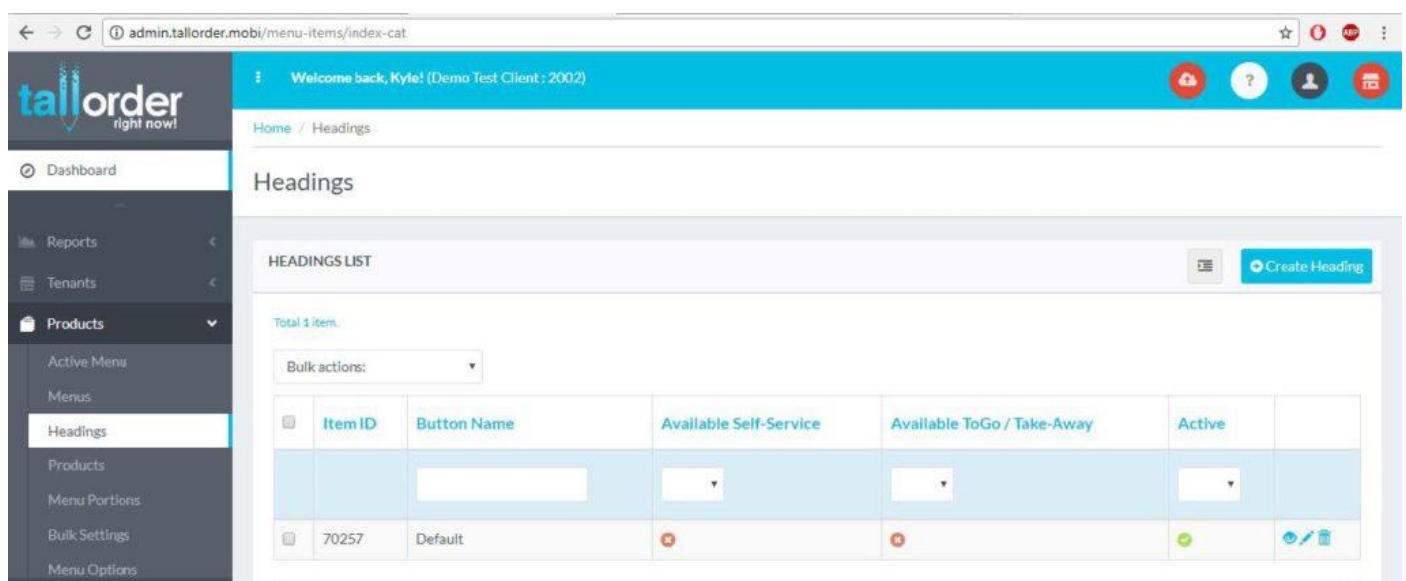 admin.tallorder.mobi/menu-items/index-cat
ABP
tallorder
right now!
Welcome back, Kyle! (Demo Test Client : 2002)
?
Home / Headings
Dashboard
Headings
Reports
Tenants
Products
Active Menu
Menus
Headings
Products
Menu Portions
Bulk Settings
Menu Options
HEADINGS LIST
Create Heading
Total 1 item.
Bulk actions:
Item ID Button Name Available Self-Service Available ToGo / Take-Away Active
70257 Default